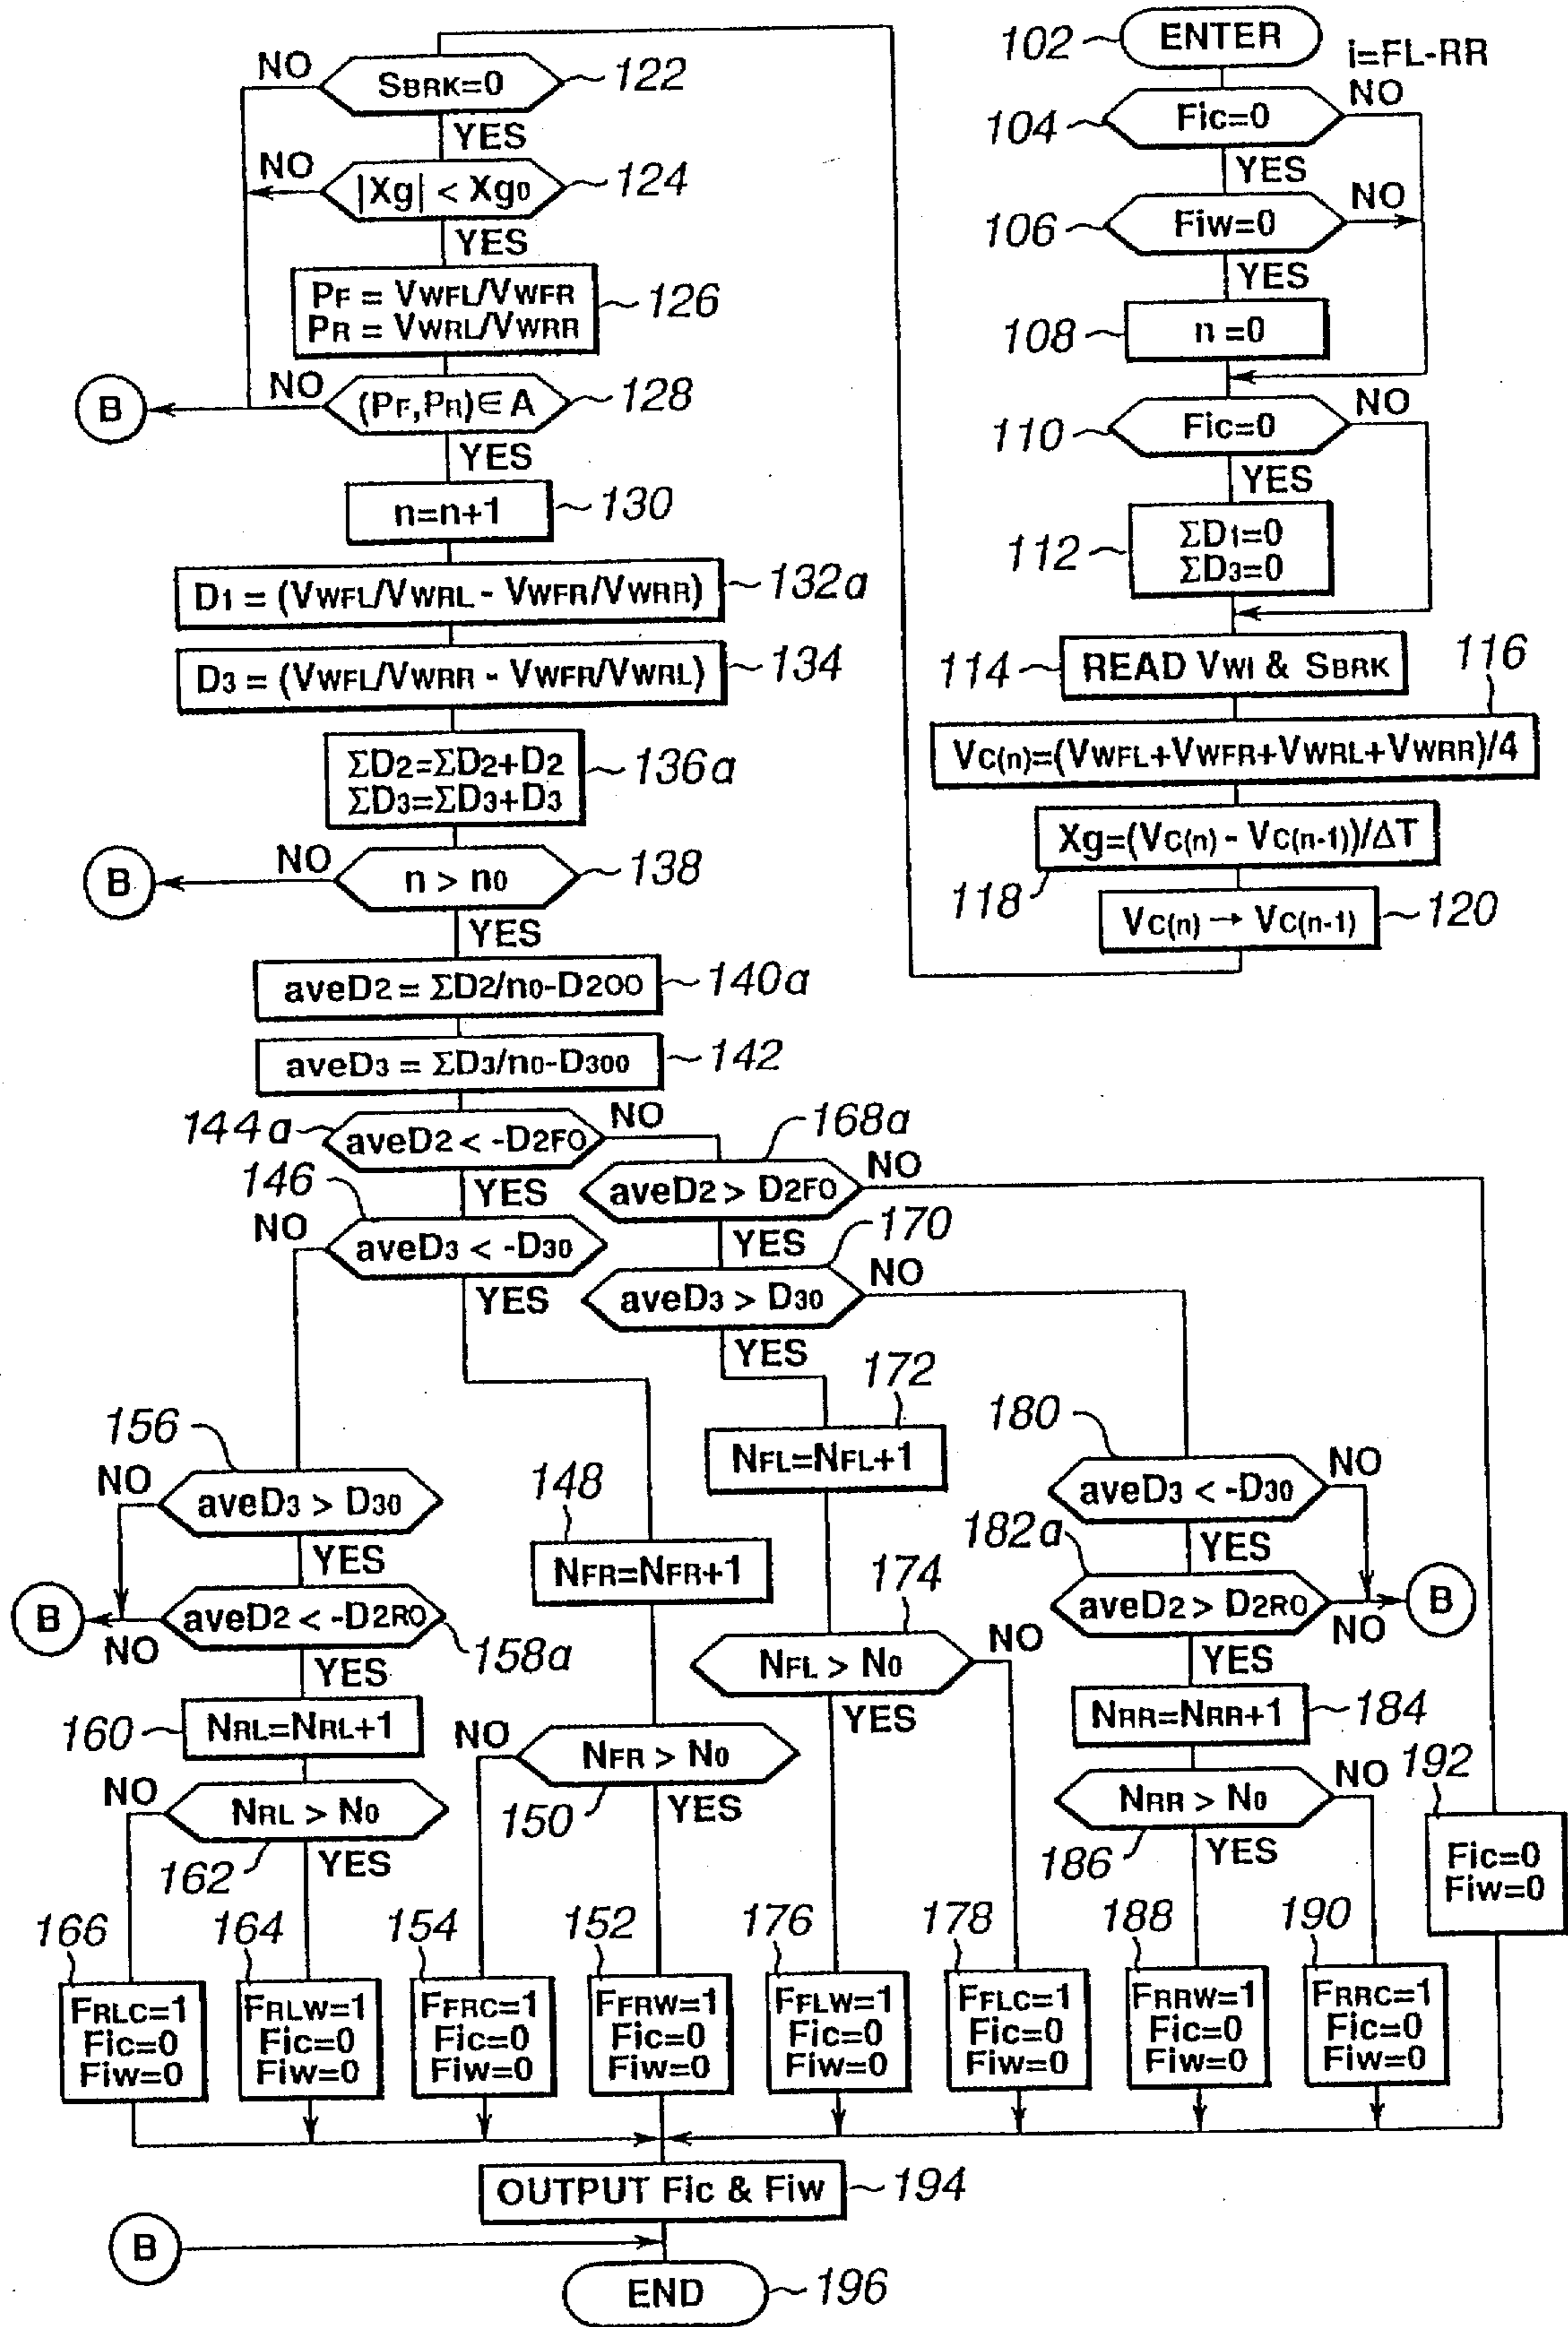 102
ENTER
i=FL-RR
104
Fic=0
NO
YES
106
Fiw=0
NO
YES
108
n =0
110
Fic=0
NO
YES
112
ΣD1=0
ΣD3=0
114
READ VWI & SBRK
116
VC(n)=(VWFL+VWFR+VWRL+VWRR)/4
Xg=(VC(n) - VC(n-1))/ΔT
118
VC(n) → VC(n-1)
120
NO
SBRK=0
122
YES
NO
|Xg| < Xg0
124
YES
PF = VWFL/VWFR
PR = VWRL/VWRR
126
B
NO
(PF,PR)∈A
128
YES
n=n+1
130
D1 = (VWFL/VWRL - VWFR/VWRR)
132a
D3 = (VWFL/VWRR - VWFR/VWRL)
134
ΣD2=ΣD2+D2
ΣD3=ΣD3+D3
136a
B
NO
n > n0
138
YES
aveD2 = ΣD2/n0-D200
140a
aveD3 = ΣD3/n0-D300
142
144a
aveD2 < -D2FO
NO
YES
168a
aveD2 > D2FO
NO
YES
146
NO
aveD3 < -D30
YES
170
aveD3 > D30
NO
YES
156
NO
aveD3 > D30
YES
B
aveD2 < -D2RO
NO
158a
YES
160
NRL=NRL+1
NO
NRL > N0
162
YES
148
NFR=NFR+1
NO
NFR > N0
150
YES
172
NFL=NFL+1
174
NFL > N0
NO
YES
180
aveD3 < -D30
NO
YES
182a
aveD2 > D2RO
NO
B
YES
NRR=NRR+1
184
NRR > N0
NO
186
YES
192
Fic=0
Fiw=0
166
FRLC=1
Fic=0
Fiw=0
164
FRLW=1
Fic=0
Fiw=0
154
FFRC=1
Fic=0
Fiw=0
152
FFRW=1
Fic=0
Fiw=0
176
FFLW=1
Fic=0
Fiw=0
178
FFLC=1
Fic=0
Fiw=0
188
FRRW=1
Fic=0
Fiw=0
190
FRRC=1
Fic=0
Fiw=0
OUTPUT Fic & Fiw
194
B
END
196